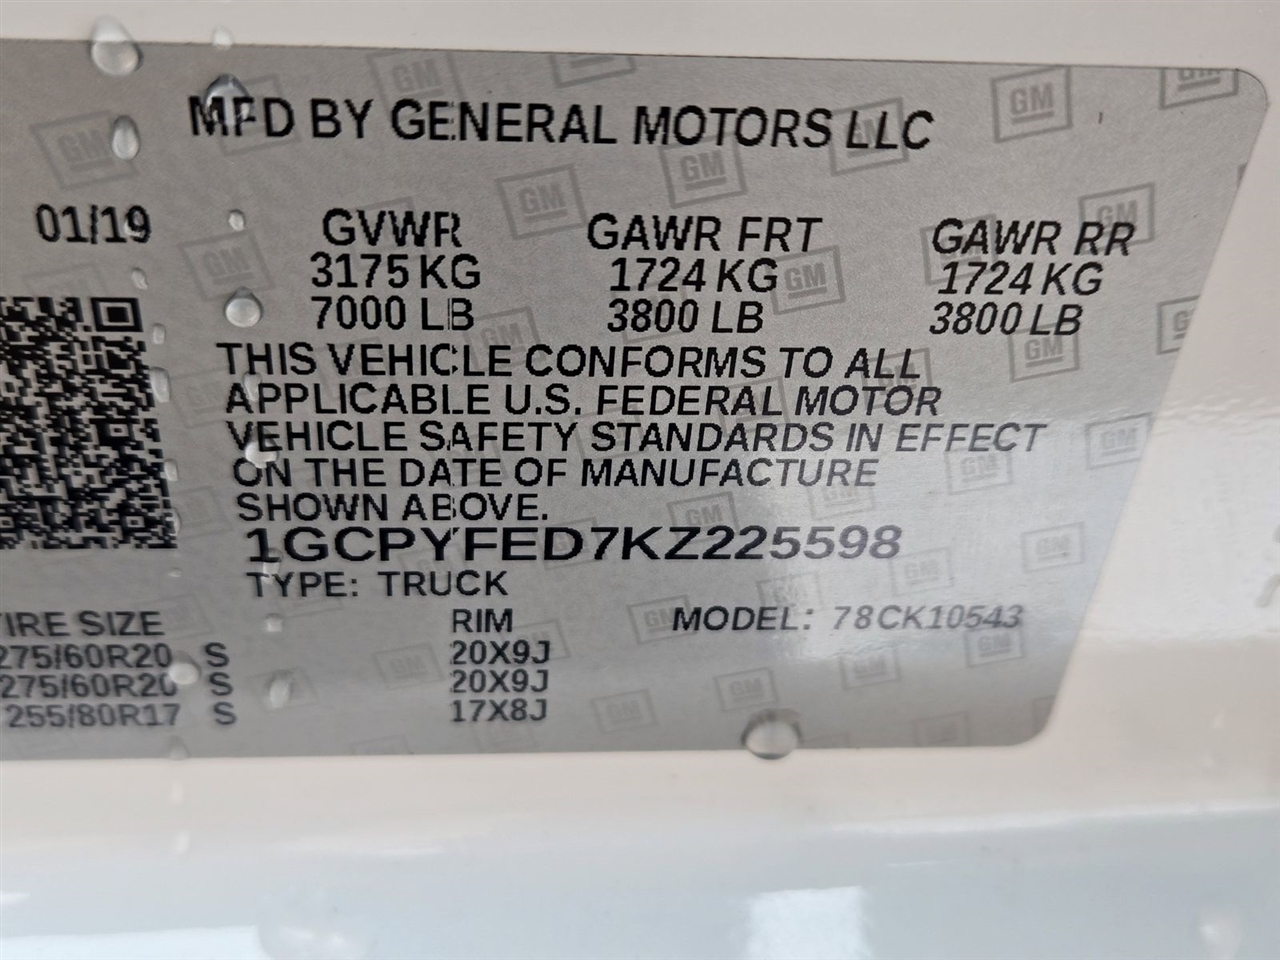 MFD BY GENERAL MOTORS LLC
01/19 GVWR GAWR FRT GAWR RR
3175 KG 1724 KG 1724 KG
7000 LB 3800 LB 3800 LB
THIS VEHICLE CONFORMS TO ALL
APPLICABLE U.S. FEDERAL MOTOR
VEHICLE SAFETY STANDARDS IN EFFECT
ON THE DATE OF MANUFACTURE
SHOWN ABOVE.
1GCPYFED7KZ225598
TYPE: TRUCK
IRE SIZE RIM MODEL: 78CK10543
275/60R20 S 20X9J
275/60R20 S 20X9J
255/80R17 S 17X8J